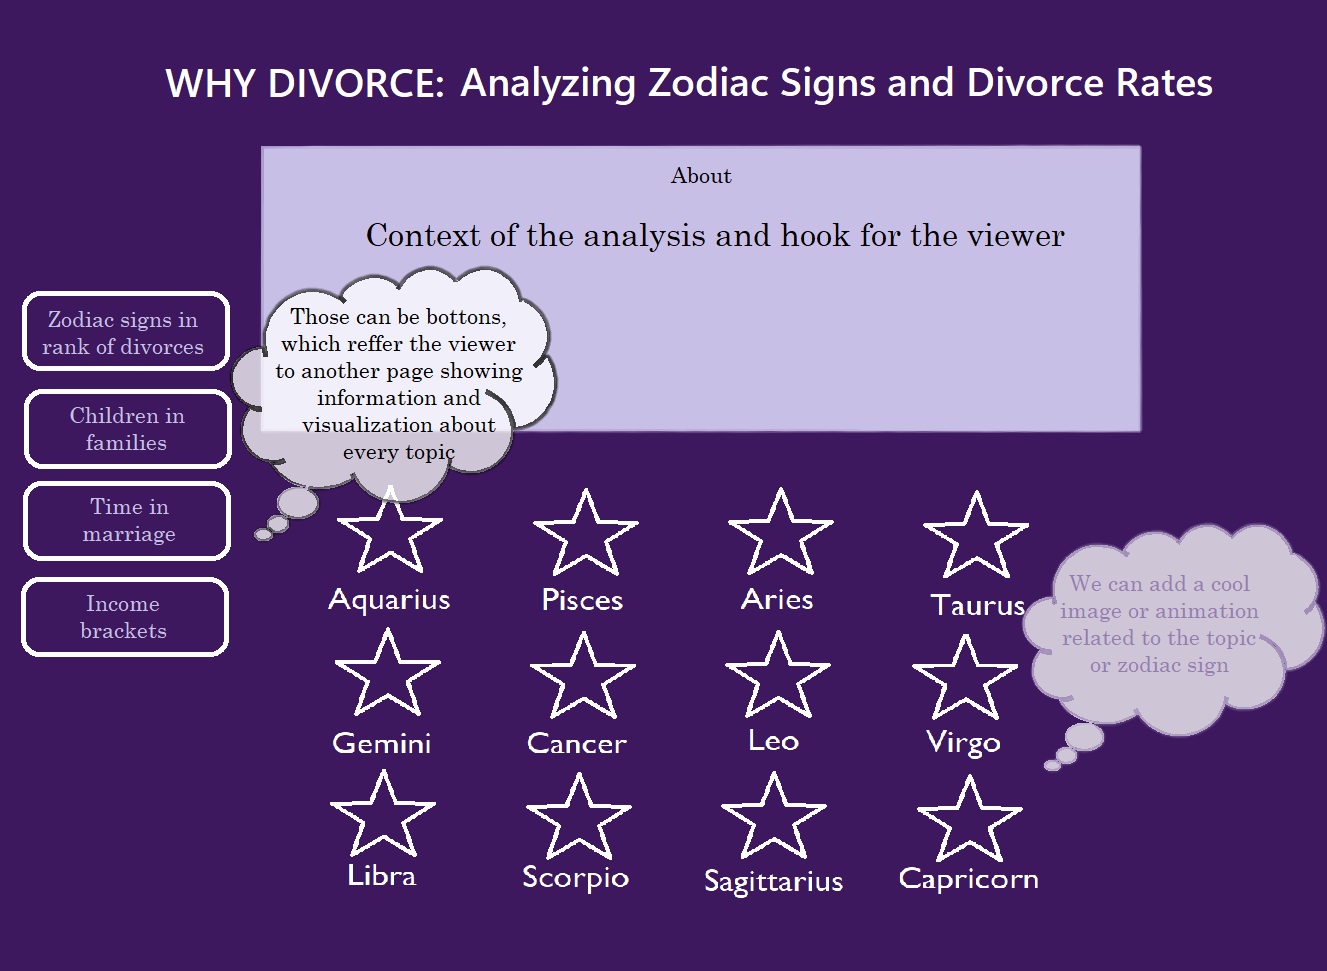 WHY DIVORCE: Analyzing Zodiac Signs and Divorce Rates
About
Context of the analysis and hook for the viewer
Zodiac signs in
rank of divorces
Children in
families
Time in
marriage
Income
brackets
Those can be bottons,
which reffer the viewer
to another page showing
information and
visualization about
every topic
Aquarius
Pisces
Aries
Taurus
We can add a cool
image or animation
related to the topic
or zodiac sign
Gemini
Cancer
Leo
Virgo
Libra
Scorpio
Sagittarius
Capricorn